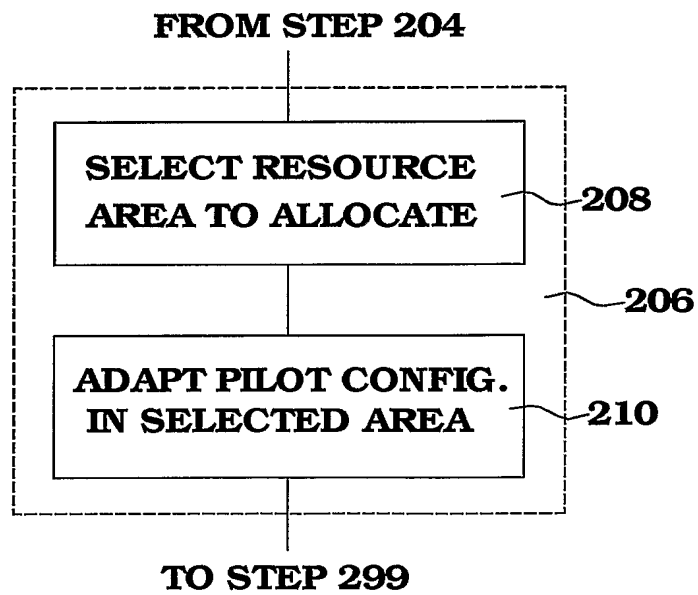 FROM STEP 204
SELECT RESOURCE
AREA TO ALLOCATE
208
206
ADAPT PILOT CONFIG.
IN SELECTED AREA
210
TO STEP 299